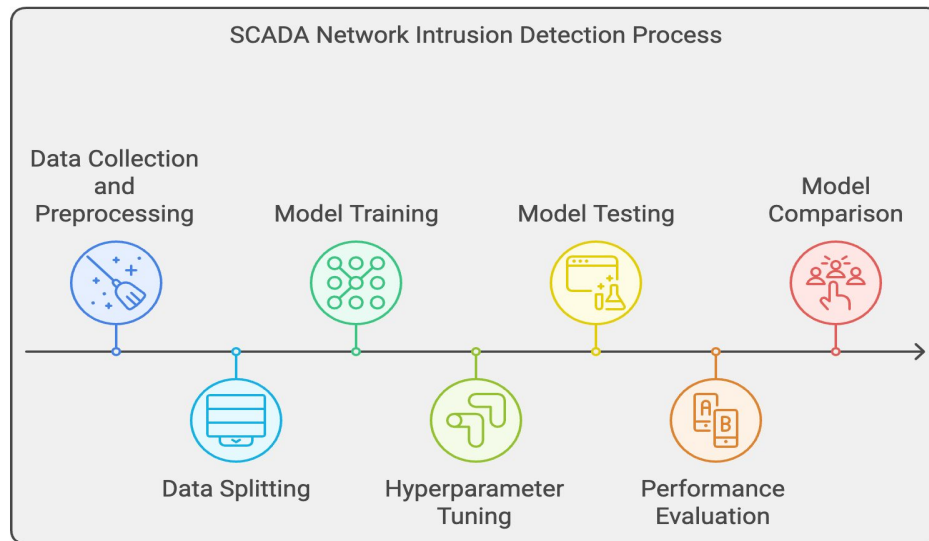 SCADA Network Intrusion Detection Process
Data Collection
and
Preprocessing
Model Training
Model Testing
Model
Comparison
A
B
Data Splitting
Hyperparameter
Tuning
Performance
Evaluation